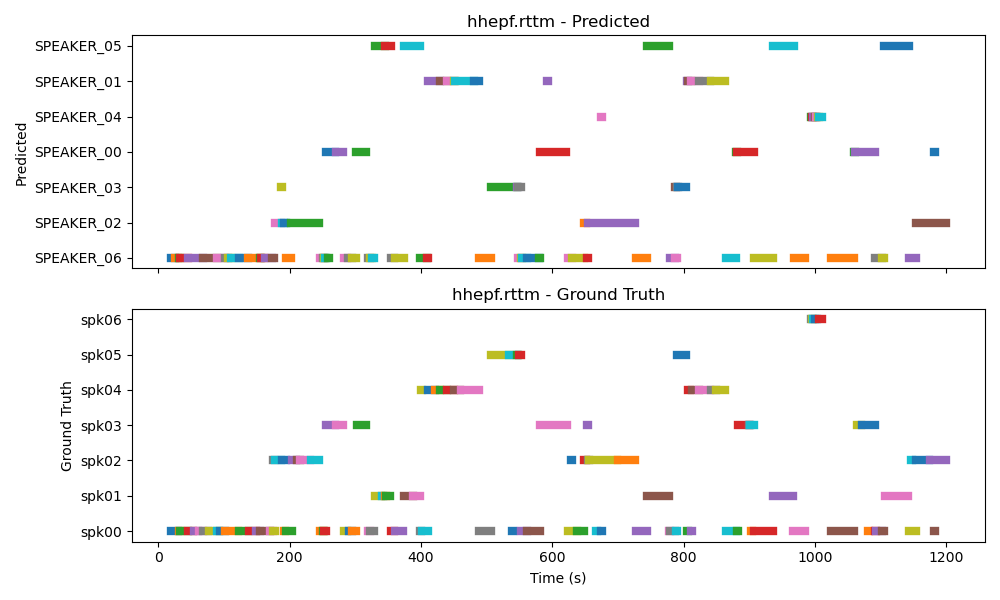 hhepf.rttm - Predicted
Predicted
SPEAKER_05
SPEAKER_01
SPEAKER_04
SPEAKER_00
SPEAKER_03
SPEAKER_02
SPEAKER_06
hhepf.rttm - Ground Truth
Ground Truth
spk06
spk05
spk04
spk03
spk02
spk01
spk00
0 200 400 600 800 1000 1200
Time (s)